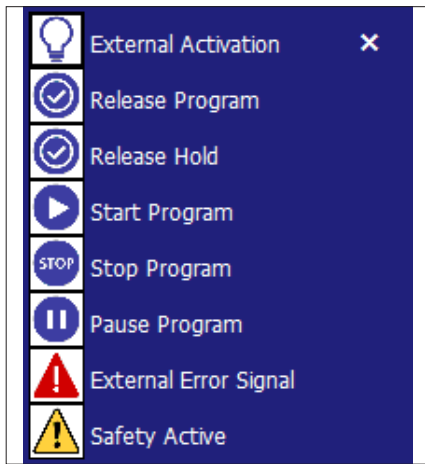 External Activation
Release Program
Release Hold
Start Program
STOP Stop Program
Pause Program
External Error Signal
Safety Active